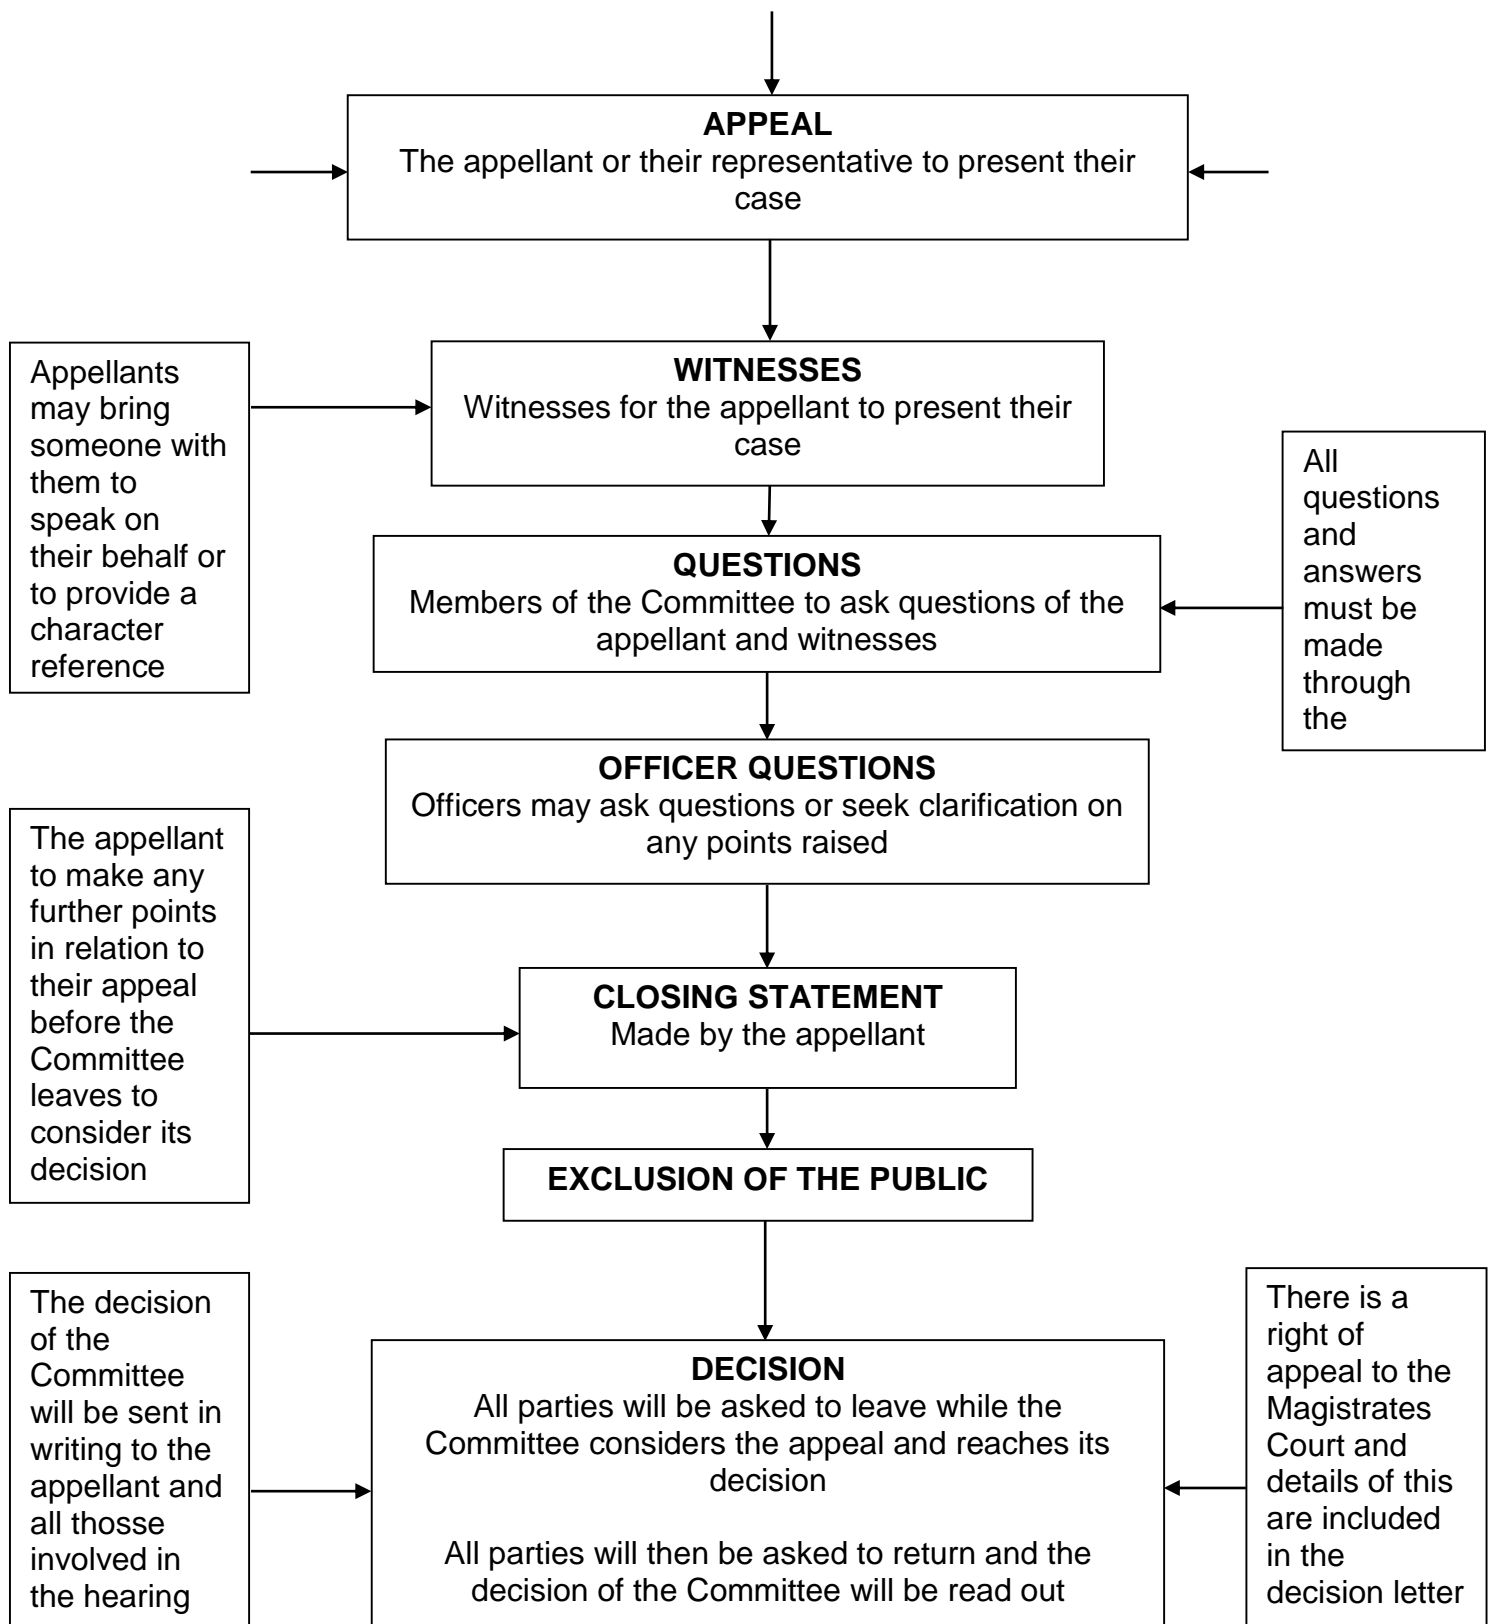 APPEAL
The appellant or their representative to present their
case
Appellants
may bring
someone with
them to
speak on
their behalf or
to provide a
character
reference
WITNESSES
Witnesses for the appellant to present their
case
All
questions
and
answers
must be
made
through
the
QUESTIONS
Members of the Committee to ask questions of the
appellant and witnesses
OFFICER QUESTIONS
Officers may ask questions or seek clarification on
any points raised
The appellant
to make any
further points
in relation to
their appeal
before the
Committee
leaves to
consider its
decision
CLOSING STATEMENT
Made by the appellant
EXCLUSION OF THE PUBLIC
The decision
of the
Committee
will be sent in
writing to the
appellant and
all thosse
involved in
the hearing
DECISION
All parties will be asked to leave while the
Committee considers the appeal and reaches its
decision
All parties will then be asked to return and the
decision of the Committee will be read out
There is a
right of
appeal to the
Magistrates
Court and
details of this
are included
in the
decision letter